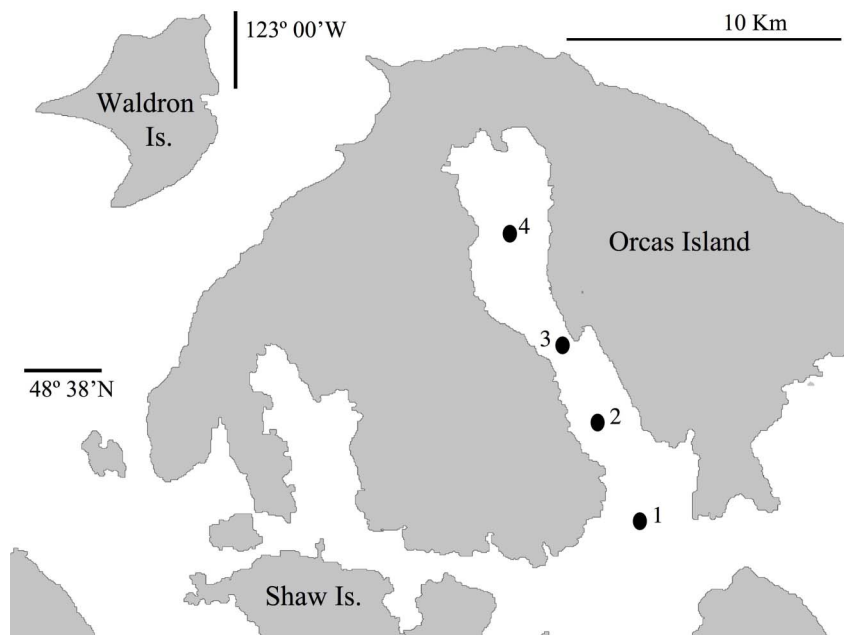 123º 00'W
10 Km
Waldron
Is.
4
Orcas Island
3
48º 38'N
2
1
Shaw Is.